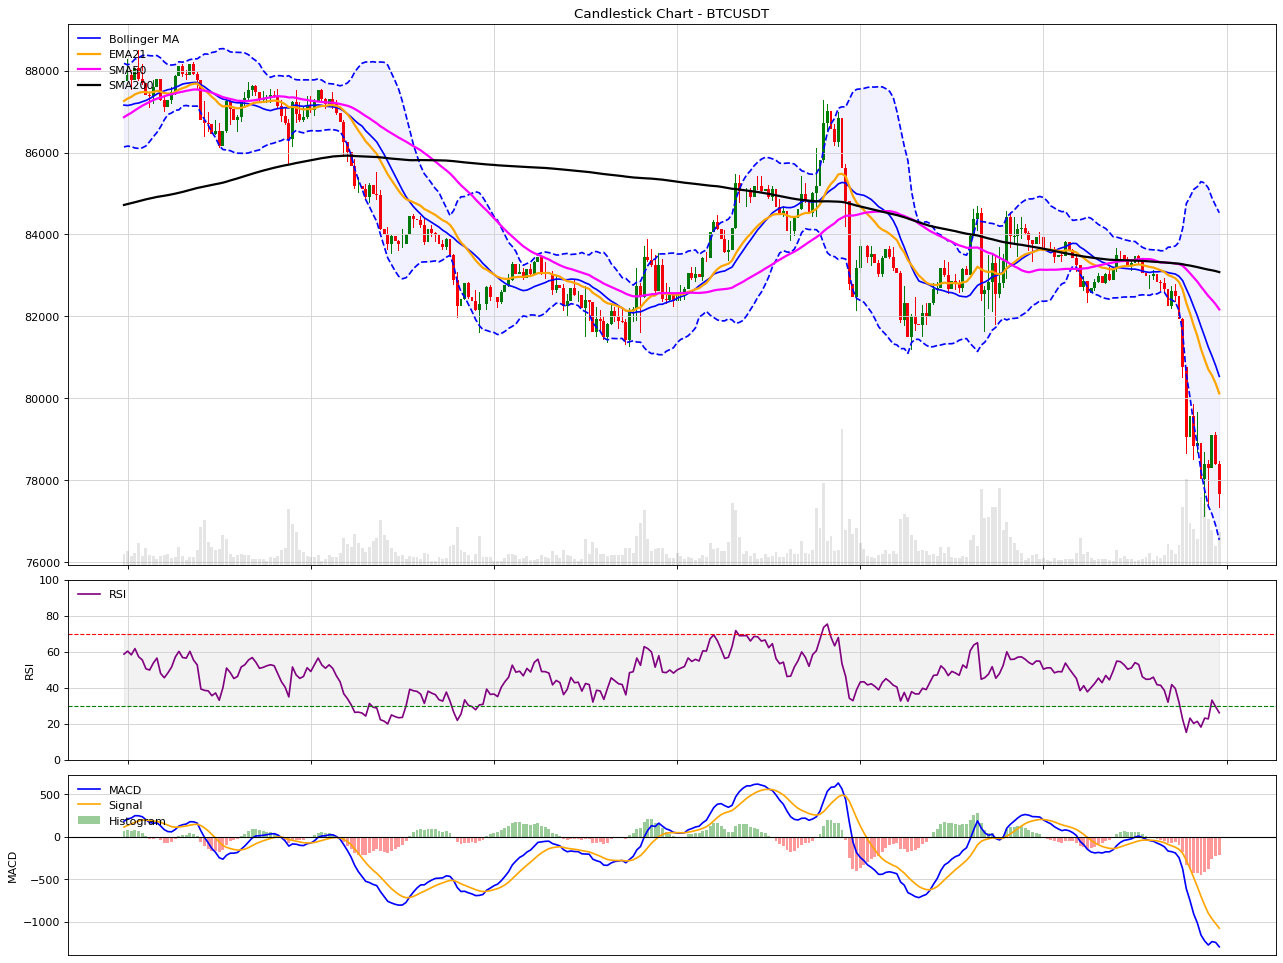 Candlestick Chart - BTCUSDT
Bollinger MA
EMA21
SMA50
SMA200
88000
86000
84000
82000
80000
78000
76000
RSI
100
80
60
40
20
0
RSI
MACD
Signal
Histogram
500
0
−500
−1000
MACD